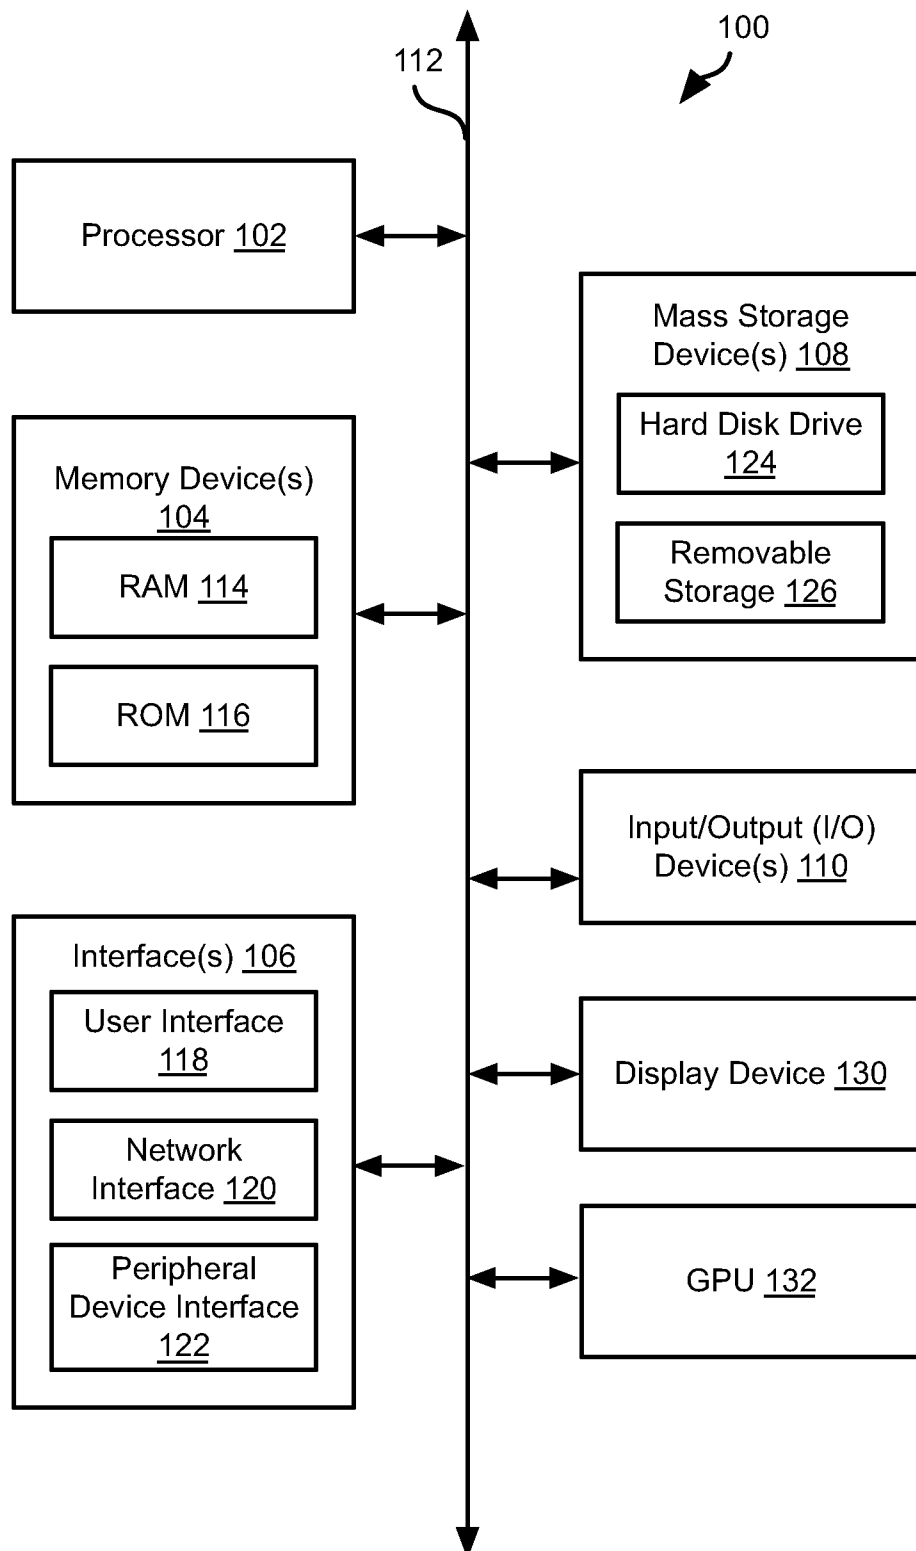 100
112
Processor 102
Mass Storage
Device(s) 108
Hard Disk Drive
124
Removable
Storage 126
Memory Device(s)
104
RAM 114
ROM 116
Input/Output (I/O)
Device(s) 110
Interface(s) 106
User Interface
118
Network
Interface 120
Peripheral
Device Interface
122
Display Device 130
GPU 132